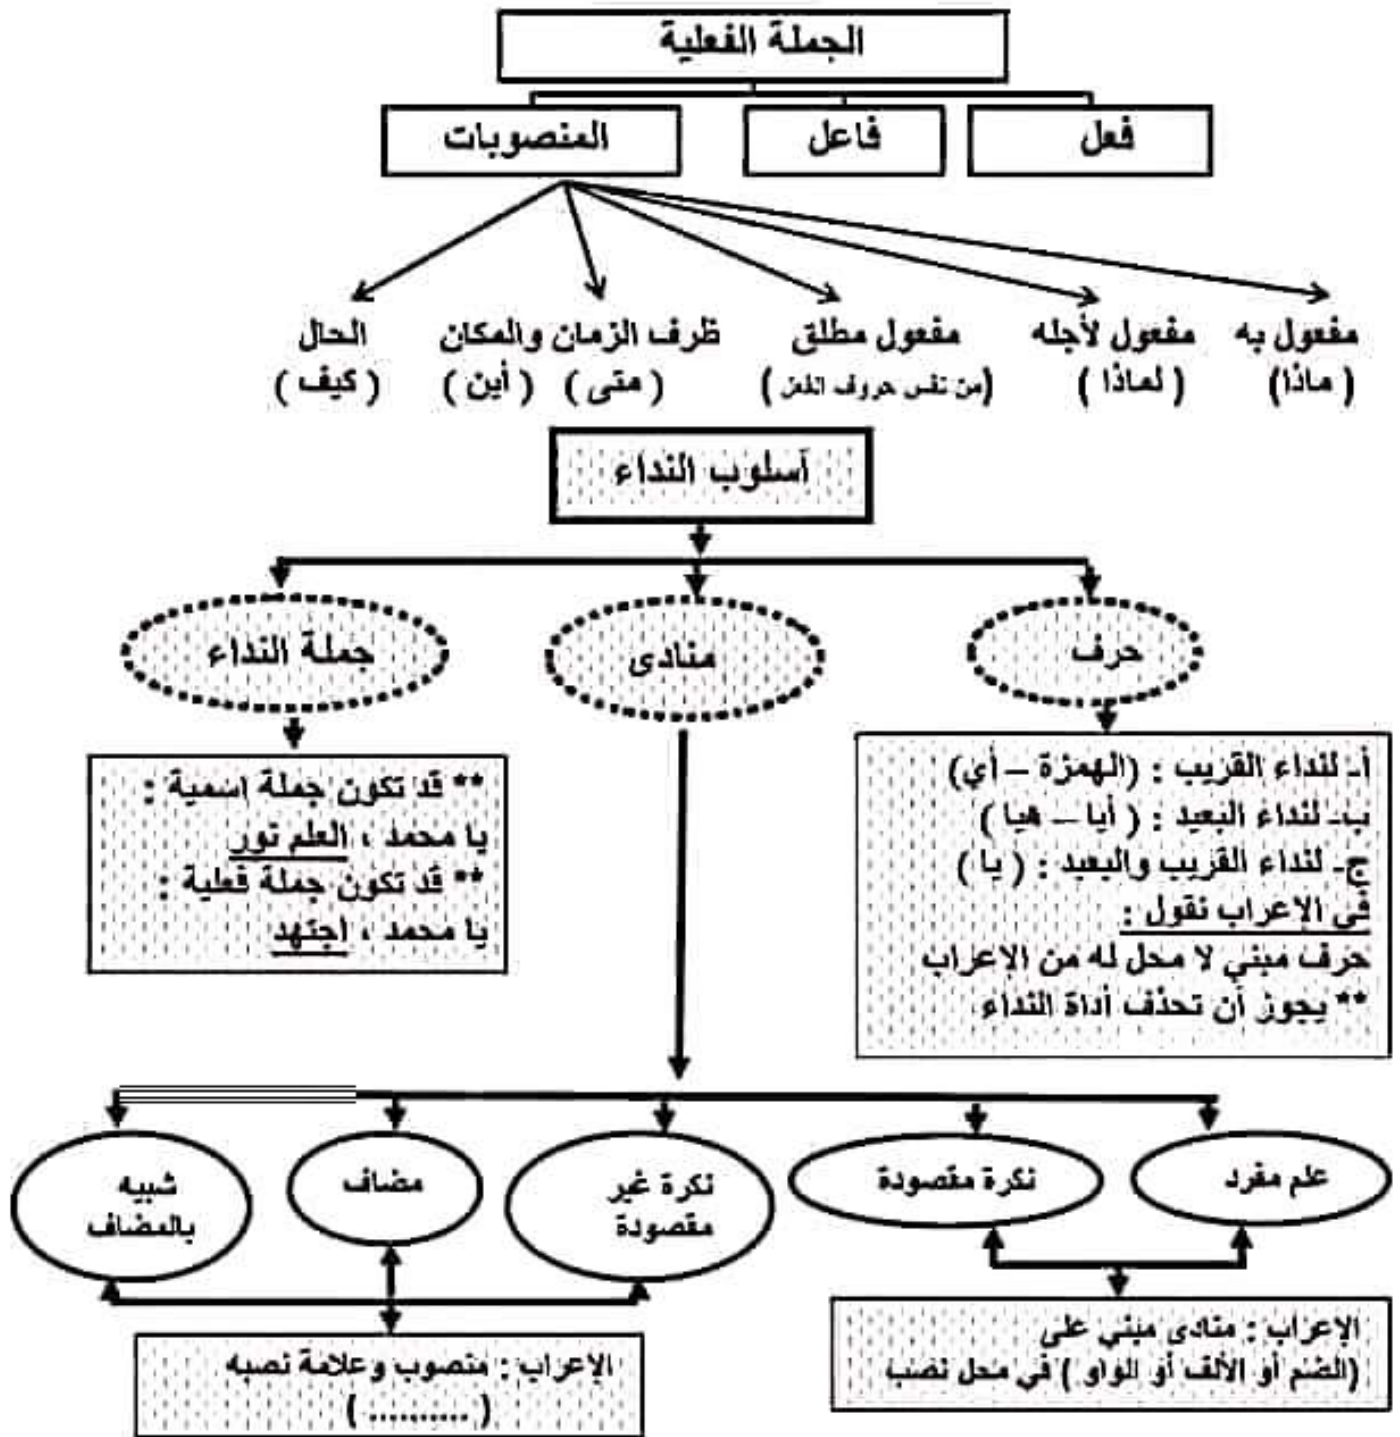 الجملة الفعلية
فعل
فاعل
المنصوبات
مفعول به
(ماذا)
مفعول لأجله
(لماذا)
مفعول مطلق
(من نفس حروف الفعل)
ظرف الزمان والمكان
(متى) (أين)
الحال
(كيف)
أسلوب النداء
حرف
منادى
جملة النداء
أ- لنداء القريب : (الهمزة – أي)
ب- لنداء البعيد : (أيا – هيا)
ج- لنداء القريب والبعيد : (يا)
في الإعراب نقول :
حرف مبني لا محل له من الإعراب
** يجوز أن تحذف أداة النداء
** قد تكون جملة اسمية :
يا محمد ، العلم نور
** قد تكون جملة فعلية :
يا محمد ، اجتهد
علم مفرد
نكرة مقصودة
نكرة غير
مقصودة
مضاف
شبيه
بالمضاف
الإعراب : منادى مبني على
(الضم أو الألف أو الواو) في محل نصب
الإعراب : منصوب وعلامة نصبه
(..........)